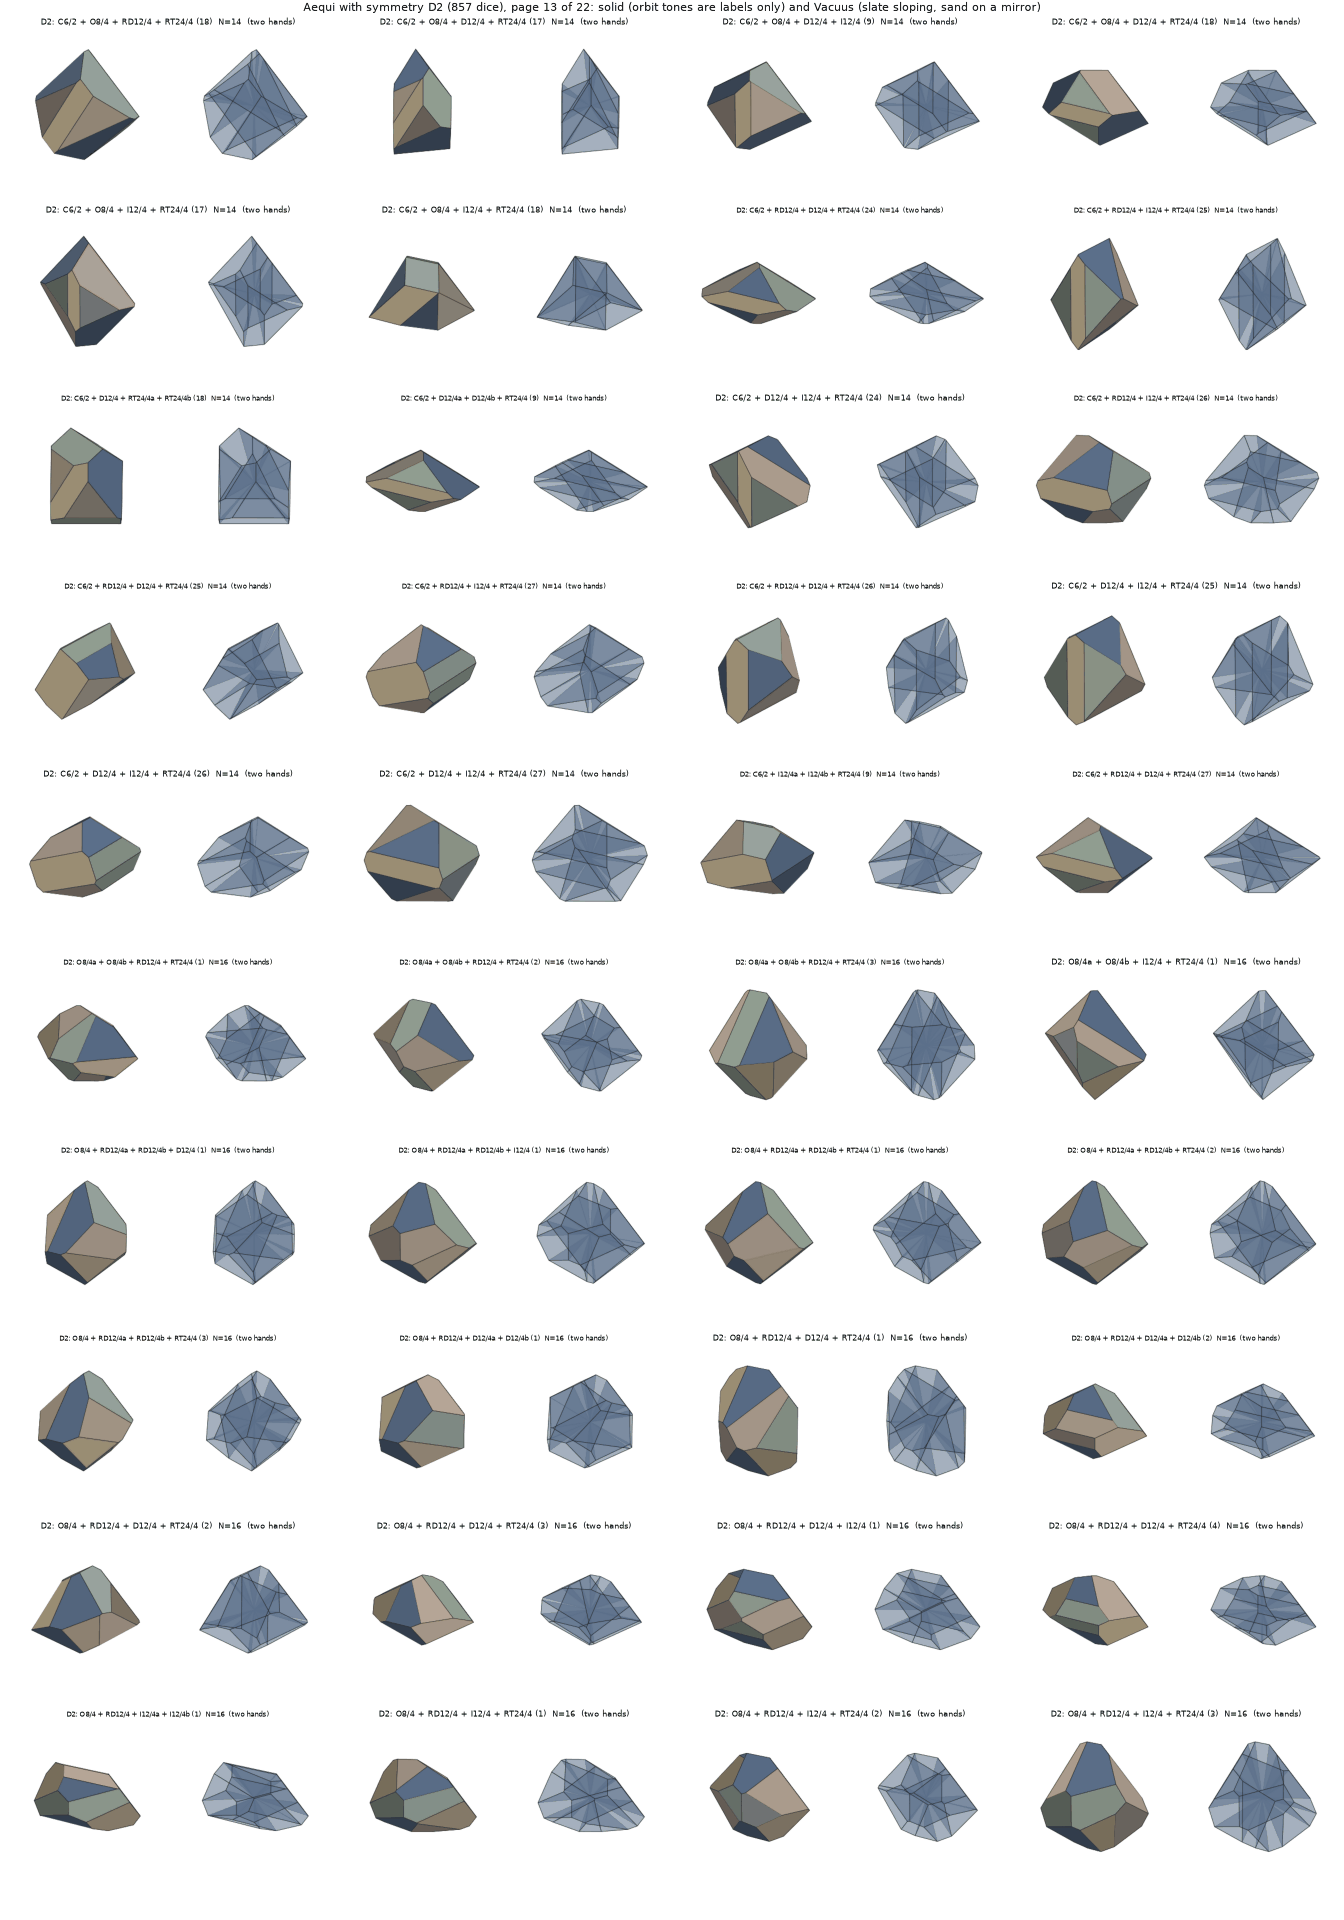 Aequi with symmetry D2 (857 dice), page 13 of 22: solid (orbit tones are labels only) and Vacuus (slate sloping, sand on a mirror)
D2: C6/2 + O8/4 + RD12/4 + RT24/4 (18) N=14 (two hands)
D2: C6/2 + O8/4 + D12/4 + RT24/4 (17) N=14 (two hands)
D2: C6/2 + O8/4 + D12/4 + I12/4 (9) N=14 (two hands)
D2: C6/2 + O8/4 + D12/4 + RT24/4 (18) N=14 (two hands)
D2: C6/2 + O8/4 + I12/4 + RT24/4 (17) N=14 (two hands)
D2: C6/2 + O8/4 + I12/4 + RT24/4 (18) N=14 (two hands)
D2: C6/2 + RD12/4 + D12/4 + RT24/4 (24) N=14 (two hands)
D2: C6/2 + RD12/4 + I12/4 + RT24/4 (25) N=14 (two hands)
D2: C6/2 + D12/4 + RT24/4a + RT24/4b (18) N=14 (two hands)
D2: C6/2 + D12/4a + D12/4b + RT24/4 (9) N=14 (two hands)
D2: C6/2 + D12/4 + I12/4 + RT24/4 (24) N=14 (two hands)
D2: C6/2 + RD12/4 + I12/4 + RT24/4 (26) N=14 (two hands)
D2: C6/2 + RD12/4 + D12/4 + RT24/4 (25) N=14 (two hands)
D2: C6/2 + RD12/4 + I12/4 + RT24/4 (27) N=14 (two hands)
D2: C6/2 + RD12/4 + D12/4 + RT24/4 (26) N=14 (two hands)
D2: C6/2 + D12/4 + I12/4 + RT24/4 (25) N=14 (two hands)
D2: C6/2 + D12/4 + I12/4 + RT24/4 (26) N=14 (two hands)
D2: C6/2 + D12/4 + I12/4 + RT24/4 (27) N=14 (two hands)
D2: C6/2 + I12/4a + I12/4b + RT24/4 (9) N=14 (two hands)
D2: C6/2 + RD12/4 + D12/4 + RT24/4 (27) N=14 (two hands)
D2: O8/4a + O8/4b + RD12/4 + RT24/4 (1) N=16 (two hands)
D2: O8/4a + O8/4b + RD12/4 + RT24/4 (2) N=16 (two hands)
D2: O8/4a + O8/4b + RD12/4 + RT24/4 (3) N=16 (two hands)
D2: O8/4a + O8/4b + I12/4 + RT24/4 (1) N=16 (two hands)
D2: O8/4 + RD12/4a + RD12/4b + D12/4 (1) N=16 (two hands)
D2: O8/4 + RD12/4a + RD12/4b + I12/4 (1) N=16 (two hands)
D2: O8/4 + RD12/4a + RD12/4b + RT24/4 (1) N=16 (two hands)
D2: O8/4 + RD12/4a + RD12/4b + RT24/4 (2) N=16 (two hands)
D2: O8/4 + RD12/4a + RD12/4b + RT24/4 (3) N=16 (two hands)
D2: O8/4 + RD12/4 + D12/4a + D12/4b (1) N=16 (two hands)
D2: O8/4 + RD12/4 + D12/4 + RT24/4 (1) N=16 (two hands)
D2: O8/4 + RD12/4 + D12/4a + D12/4b (2) N=16 (two hands)
D2: O8/4 + RD12/4 + D12/4 + RT24/4 (2) N=16 (two hands)
D2: O8/4 + RD12/4 + D12/4 + RT24/4 (3) N=16 (two hands)
D2: O8/4 + RD12/4 + D12/4 + I12/4 (1) N=16 (two hands)
D2: O8/4 + RD12/4 + D12/4 + RT24/4 (4) N=16 (two hands)
D2: O8/4 + RD12/4 + I12/4a + I12/4b (1) N=16 (two hands)
D2: O8/4 + RD12/4 + I12/4 + RT24/4 (1) N=16 (two hands)
D2: O8/4 + RD12/4 + I12/4 + RT24/4 (2) N=16 (two hands)
D2: O8/4 + RD12/4 + I12/4 + RT24/4 (3) N=16 (two hands)